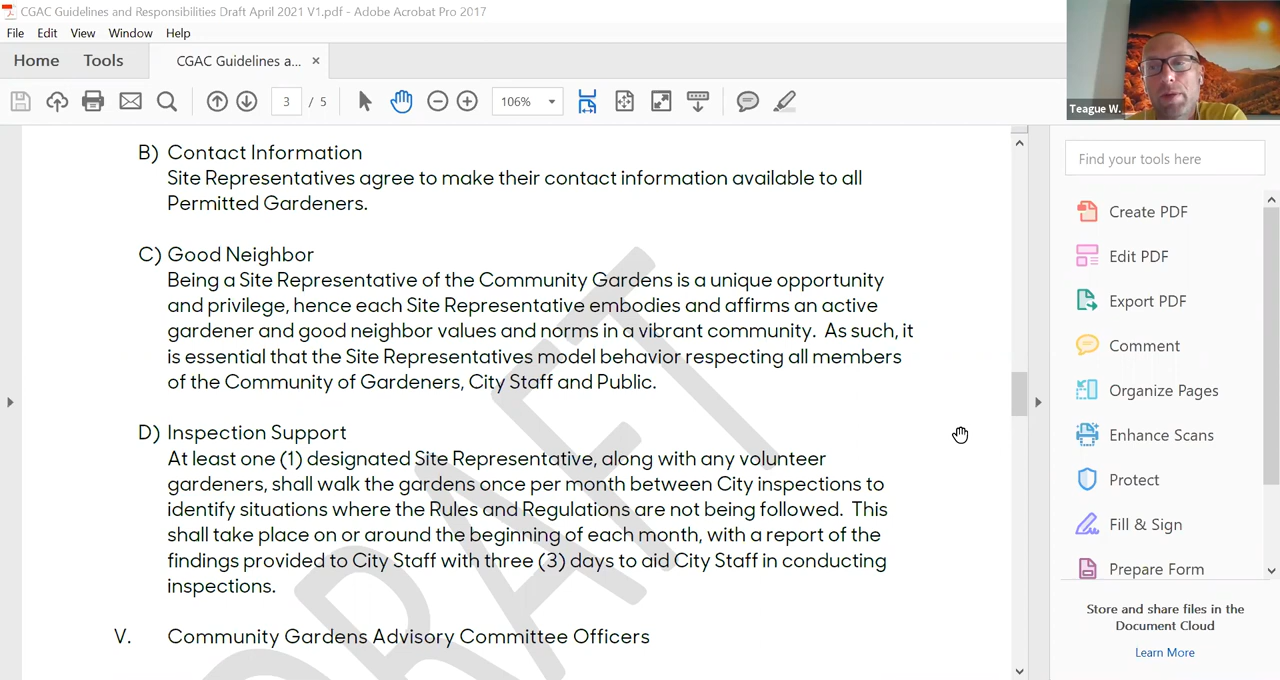 CGAC Guidelines and Responsibilities Draft April 2021 V1.pdf - Adobe Acrobat Pro 2017
File Edit View Window Help
Home Tools CGAC Guidelines a... ×
3 / 5 106%
Teague W.
B) Contact Information
Site Representatives agree to make their contact information available to all
Permitted Gardeners.
C) Good Neighbor
Being a Site Representative of the Community Gardens is a unique opportunity
and privilege, hence each Site Representative embodies and affirms an active
gardener and good neighbor values and norms in a vibrant community. As such, it
is essential that the Site Representatives model behavior respecting all members
of the Community of Gardeners, City Staff and Public.
D) Inspection Support
At least one (1) designated Site Representative, along with any volunteer
gardeners, shall walk the gardens once per month between City inspections to
identify situations where the Rules and Regulations are not being followed. This
shall take place on or around the beginning of each month, with a report of the
findings provided to City Staff with three (3) days to aid City Staff in conducting
inspections.
V. Community Gardens Advisory Committee Officers
DRAFT
Find your tools here
Create PDF
Edit PDF
Export PDF
Comment
Organize Pages
Enhance Scans
Protect
Fill & Sign
Prepare Form
Store and share files in the
Document Cloud
Learn More